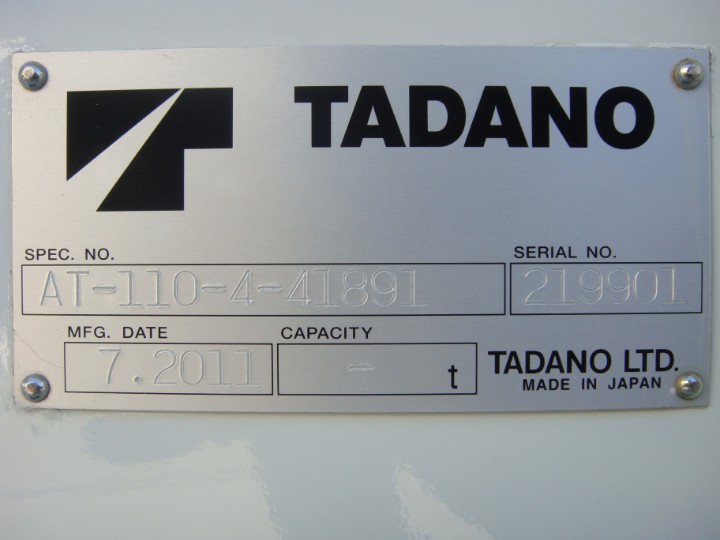 TADANO
SPEC. NO.
AT-110-4-41891
SERIAL NO.
219901
MFG. DATE
7.2011
CAPACITY
- t
TADANO LTD.
MADE IN JAPAN